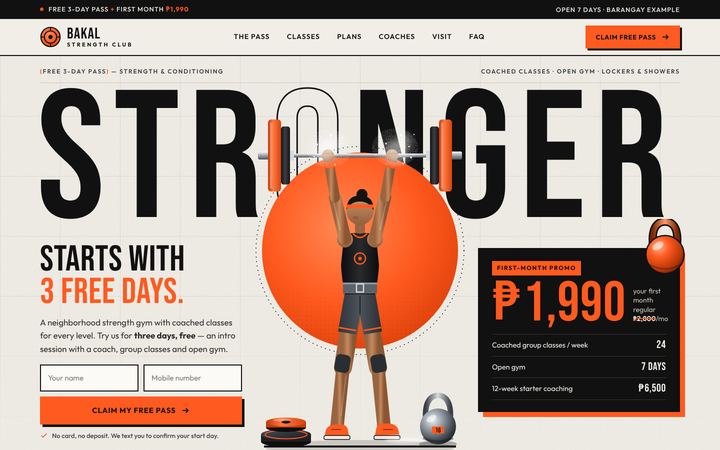 FREE 3-DAY PASS + FIRST MONTH ₱1,990
OPEN 7 DAYS · BARANGAY EXAMPLE
BAKAL
STRENGTH CLUB
THE PASS
CLASSES
PLANS
COACHES
VISIT
FAQ
CLAIM FREE PASS →
(FREE 3-DAY PASS) — STRENGTH & CONDITIONING
COACHED CLASSES · OPEN GYM · LOCKERS & SHOWERS
STRONGER
STARTS WITH
3 FREE DAYS.
A neighborhood strength gym with coached classes
for every level. Try us for three days, free — an intro
session with a coach, group classes and open gym.
Your name
Mobile number
CLAIM MY FREE PASS →
No card, no deposit. We text you to confirm your start day.
16
FIRST-MONTH PROMO
₱1,990
your first
month
regular
₱2,800/mo
Coached group classes / week 24
Open gym 7 DAYS
12-week starter coaching ₱6,500